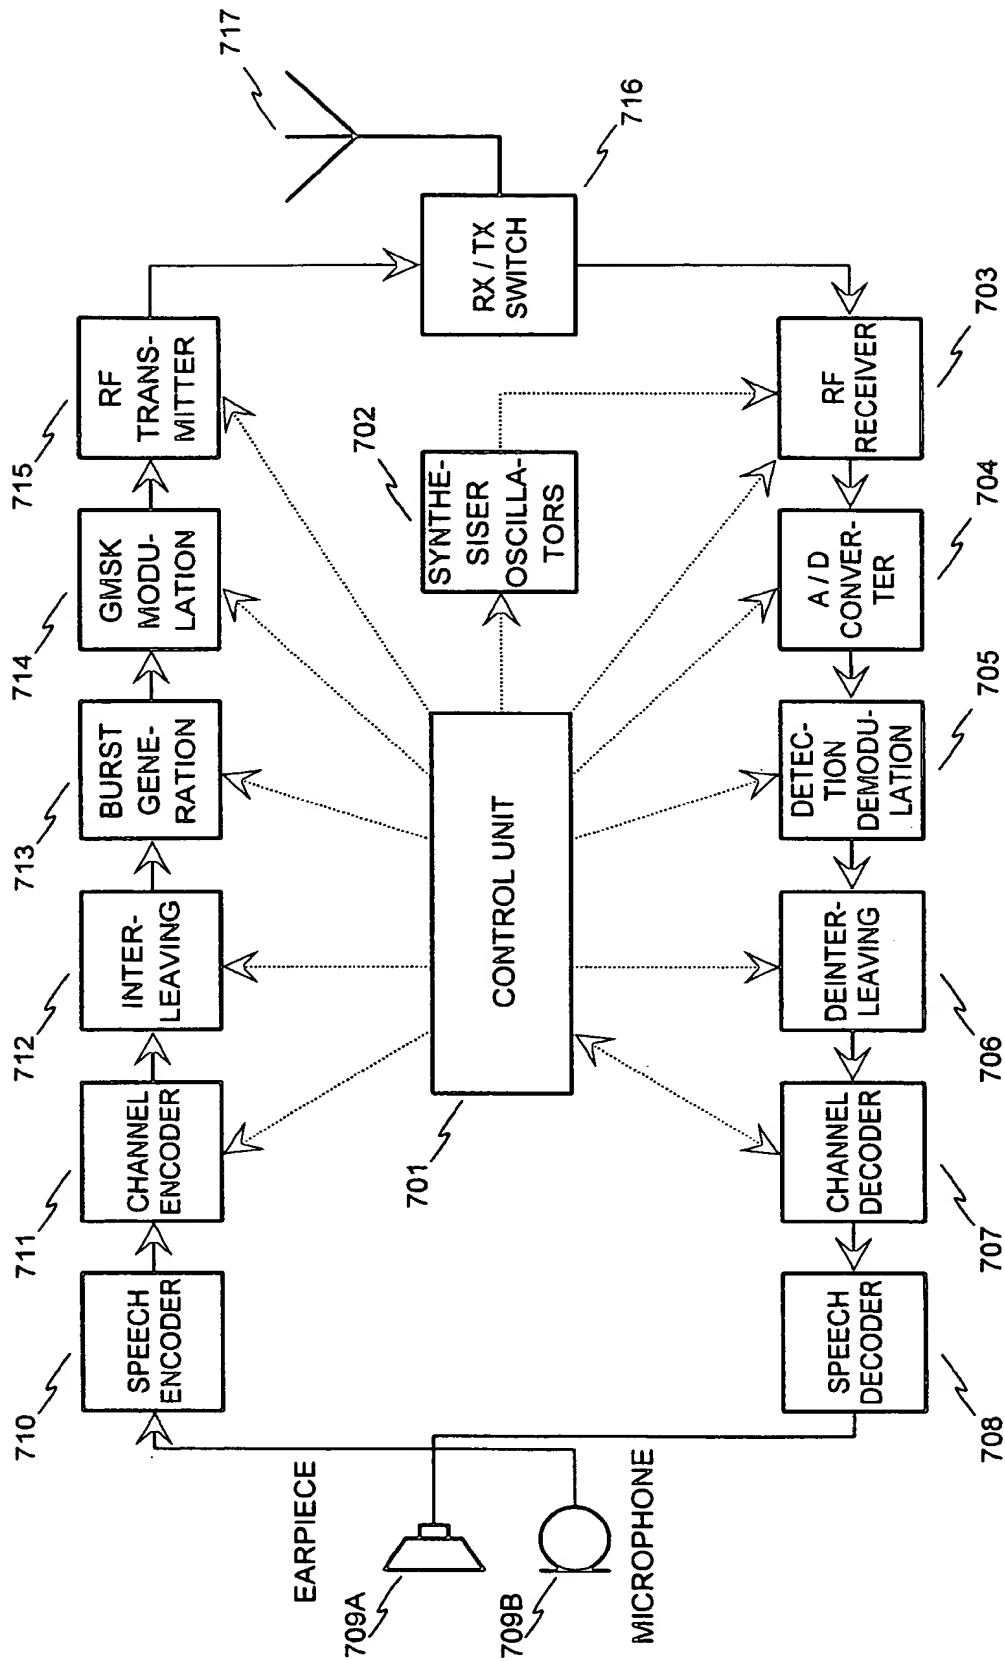 710
SPEECH
ENCODER
711
CHANNEL
ENCODER
712
INTER-
LEAVING
713
BURST
GENE-
RATION
714
GMSK
MODU-
LATION
715
RF
TRANS-
MITTER
717
EARPIECE
709A
709B
MICROPHONE
701
CONTROL UNIT
702
SYNTHE-
SISER
OSCILLA-
TORS
RX / TX
SWITCH
716
708
SPEECH
DECODER
707
CHANNEL
DECODER
706
DEINTER-
LEAVING
705
DETEC-
TION
DEMODU-
LATION
704
A / D
CONVER-
TER
703
RF
RECEIVER